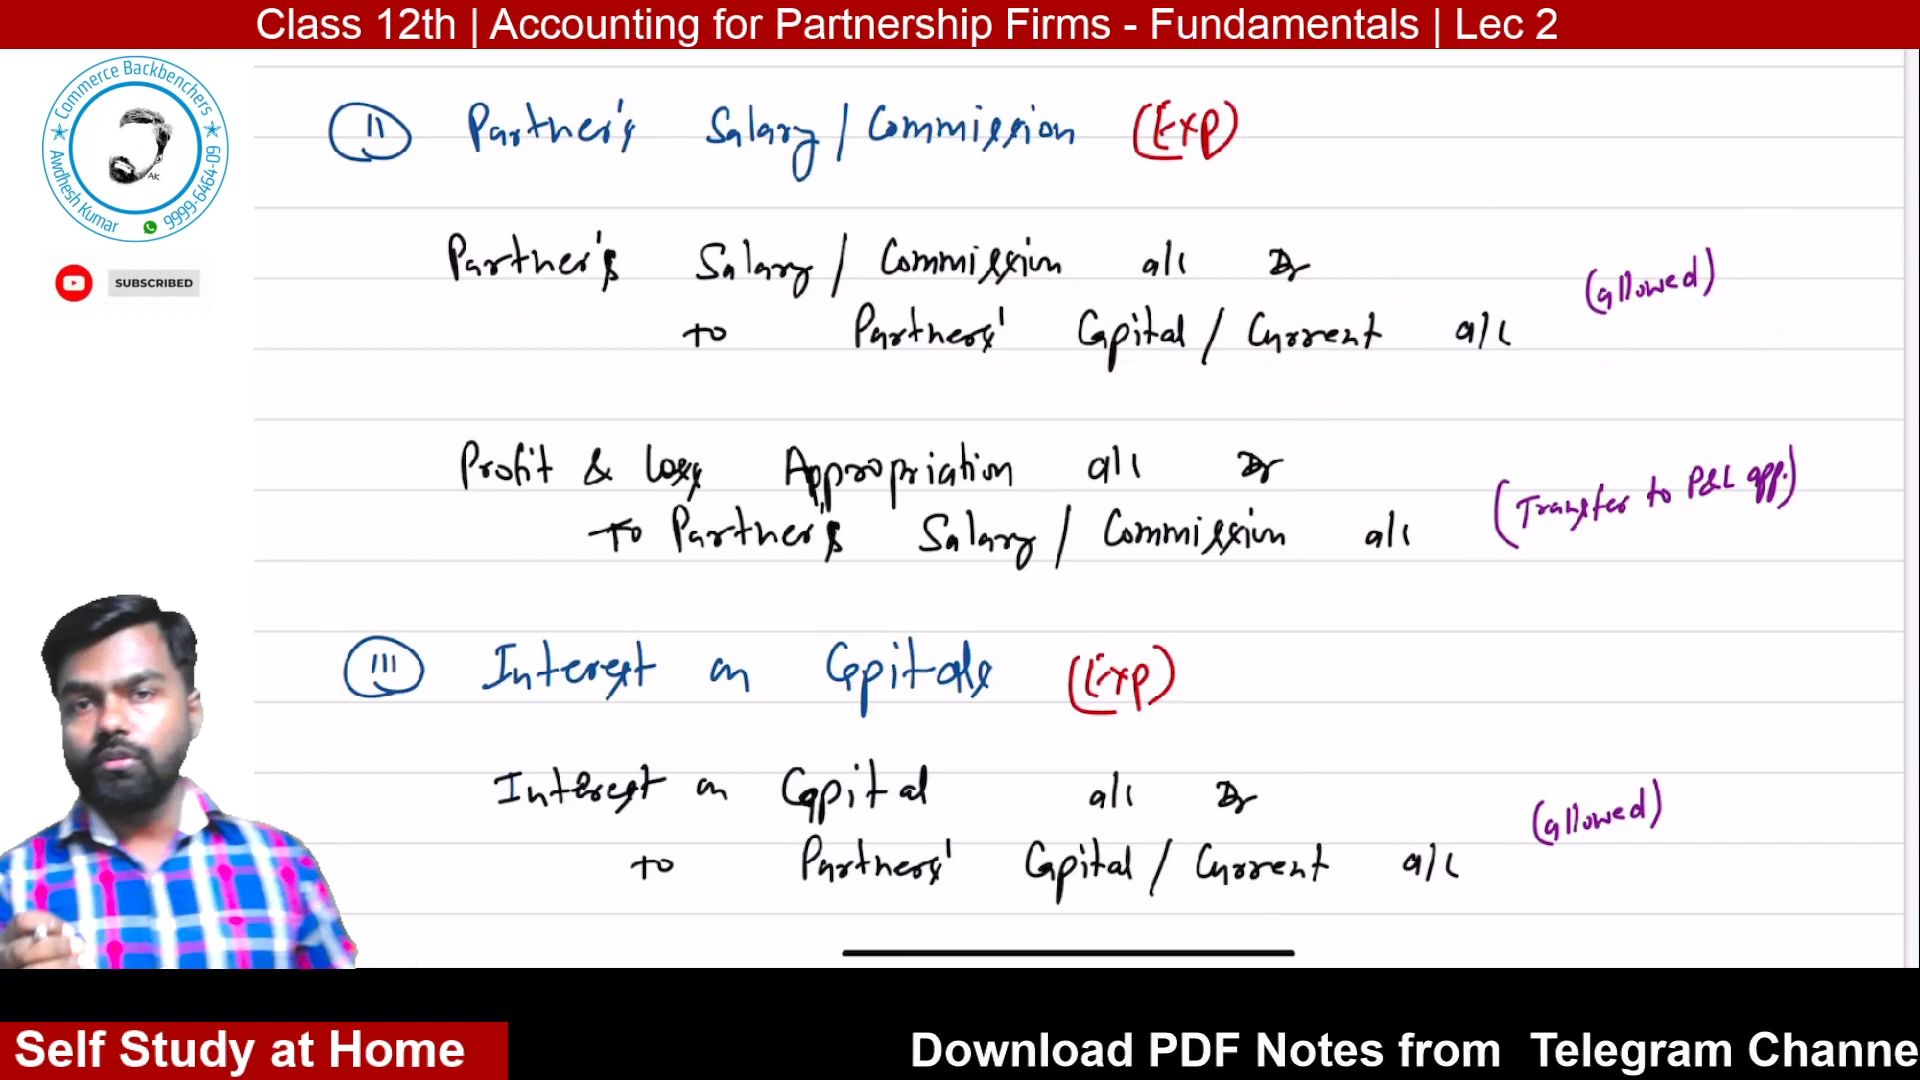 Class 12th | Accounting for Partnership Firms - Fundamentals | Lec 2
Commerce Backbenchers
AK
Awdhesh Kumar
9999-6464-60
SUBSCRIBED
(II) Partner's Salary / Commission (Exp)
Partner's Salary / Commission a/c Dr
to Partners' Capital / Current a/c
(allowed)
Profit & Loss Appropriation a/c Dr
To Partner's Salary / Commission a/c
(Transfer to P&L app.)
(III) Interest on Capitals (Exp)
Interest on Capital a/c Dr
to Partners' Capital / Current a/c
(allowed)
Self Study at Home
Download PDF Notes from Telegram Channe